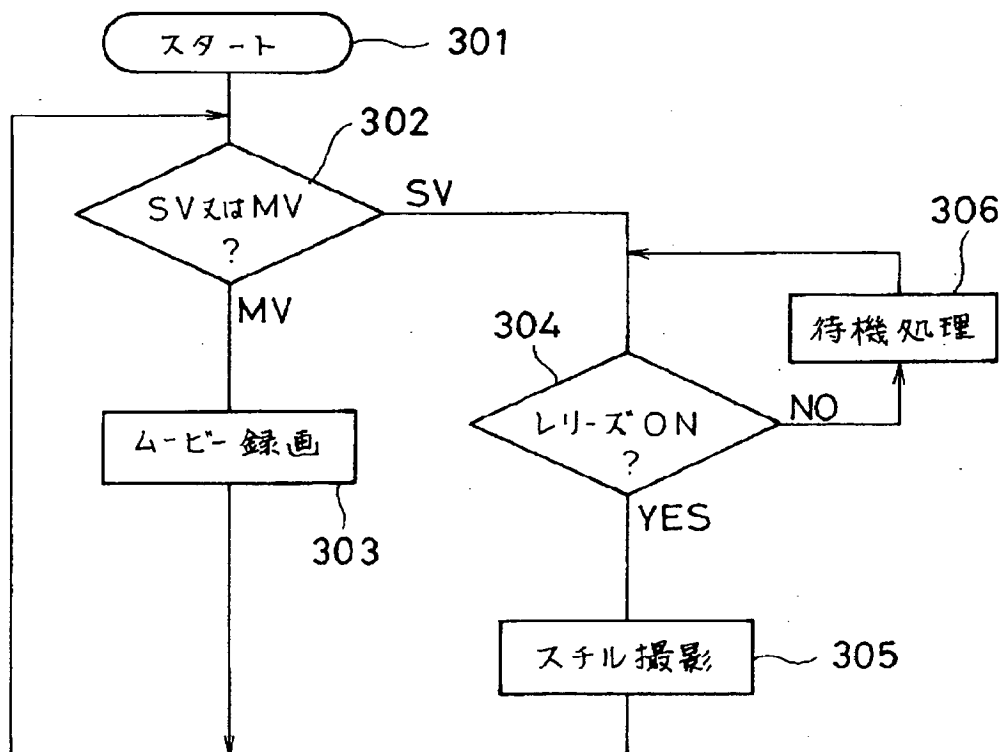 スタート
301
302
SV又はMV
?
SV
MV
306
待機処理
304
レリーズON
?
NO
YES
ムービー録画
303
スチル撮影
305